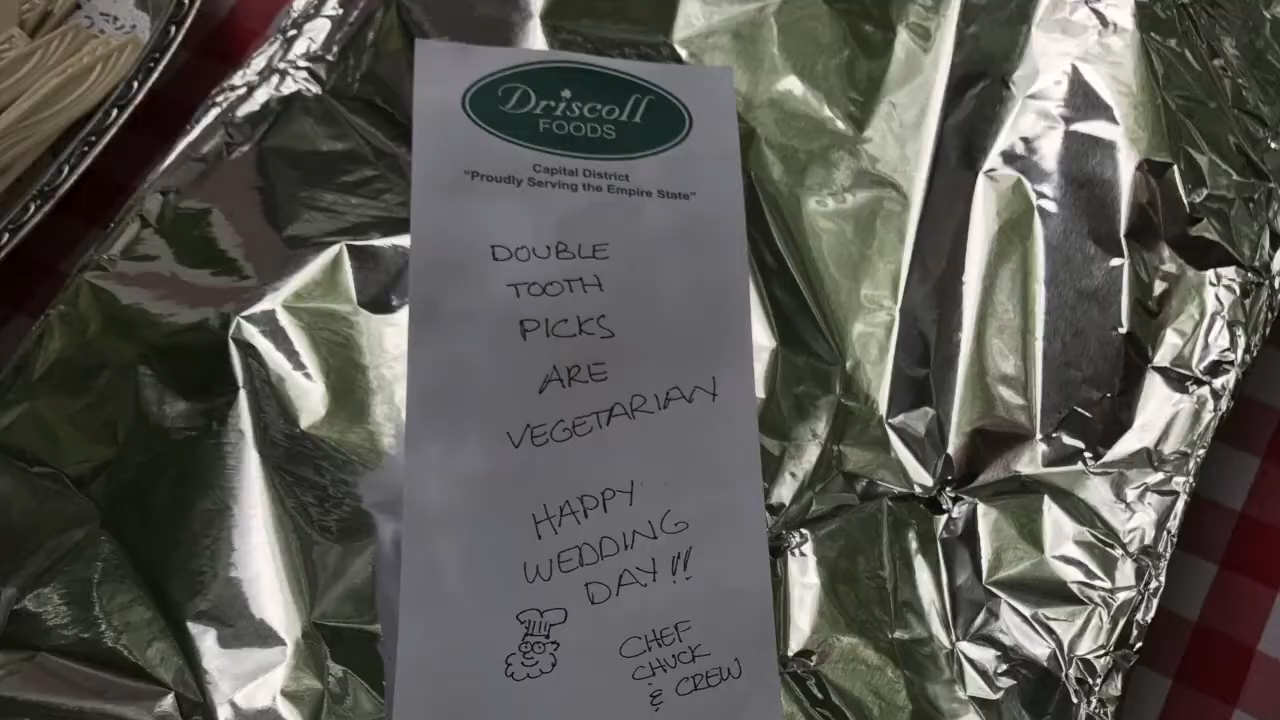 Driscoll
FOODS
Capital District
"Proudly Serving the Empire State"
DOUBLE
TOOTH
PICKS
ARE
VEGETARIAN
HAPPY
WEDDING
DAY!!
CHEF
CHUCK
& CREW